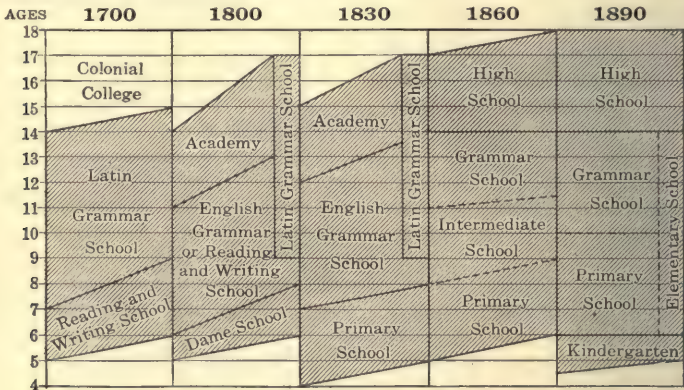 AGES 1700 1800 1830 1860 1890
18
17
16
15
14
13
12
11
10
9
8
7
6
5
4
Colonial
College
Latin
Grammar
School
Reading and
Writing School
Academy
English
Grammar
or Reading
and Writing
School
Dame School
Latin Grammar School
Academy
English
Grammar
School
Primary
School
Latin Grammar School
High
School
Grammar
School
Intermediate
School
Primary
School
High
School
Grammar
School
Primary
School
Elementary School
Kindergarten